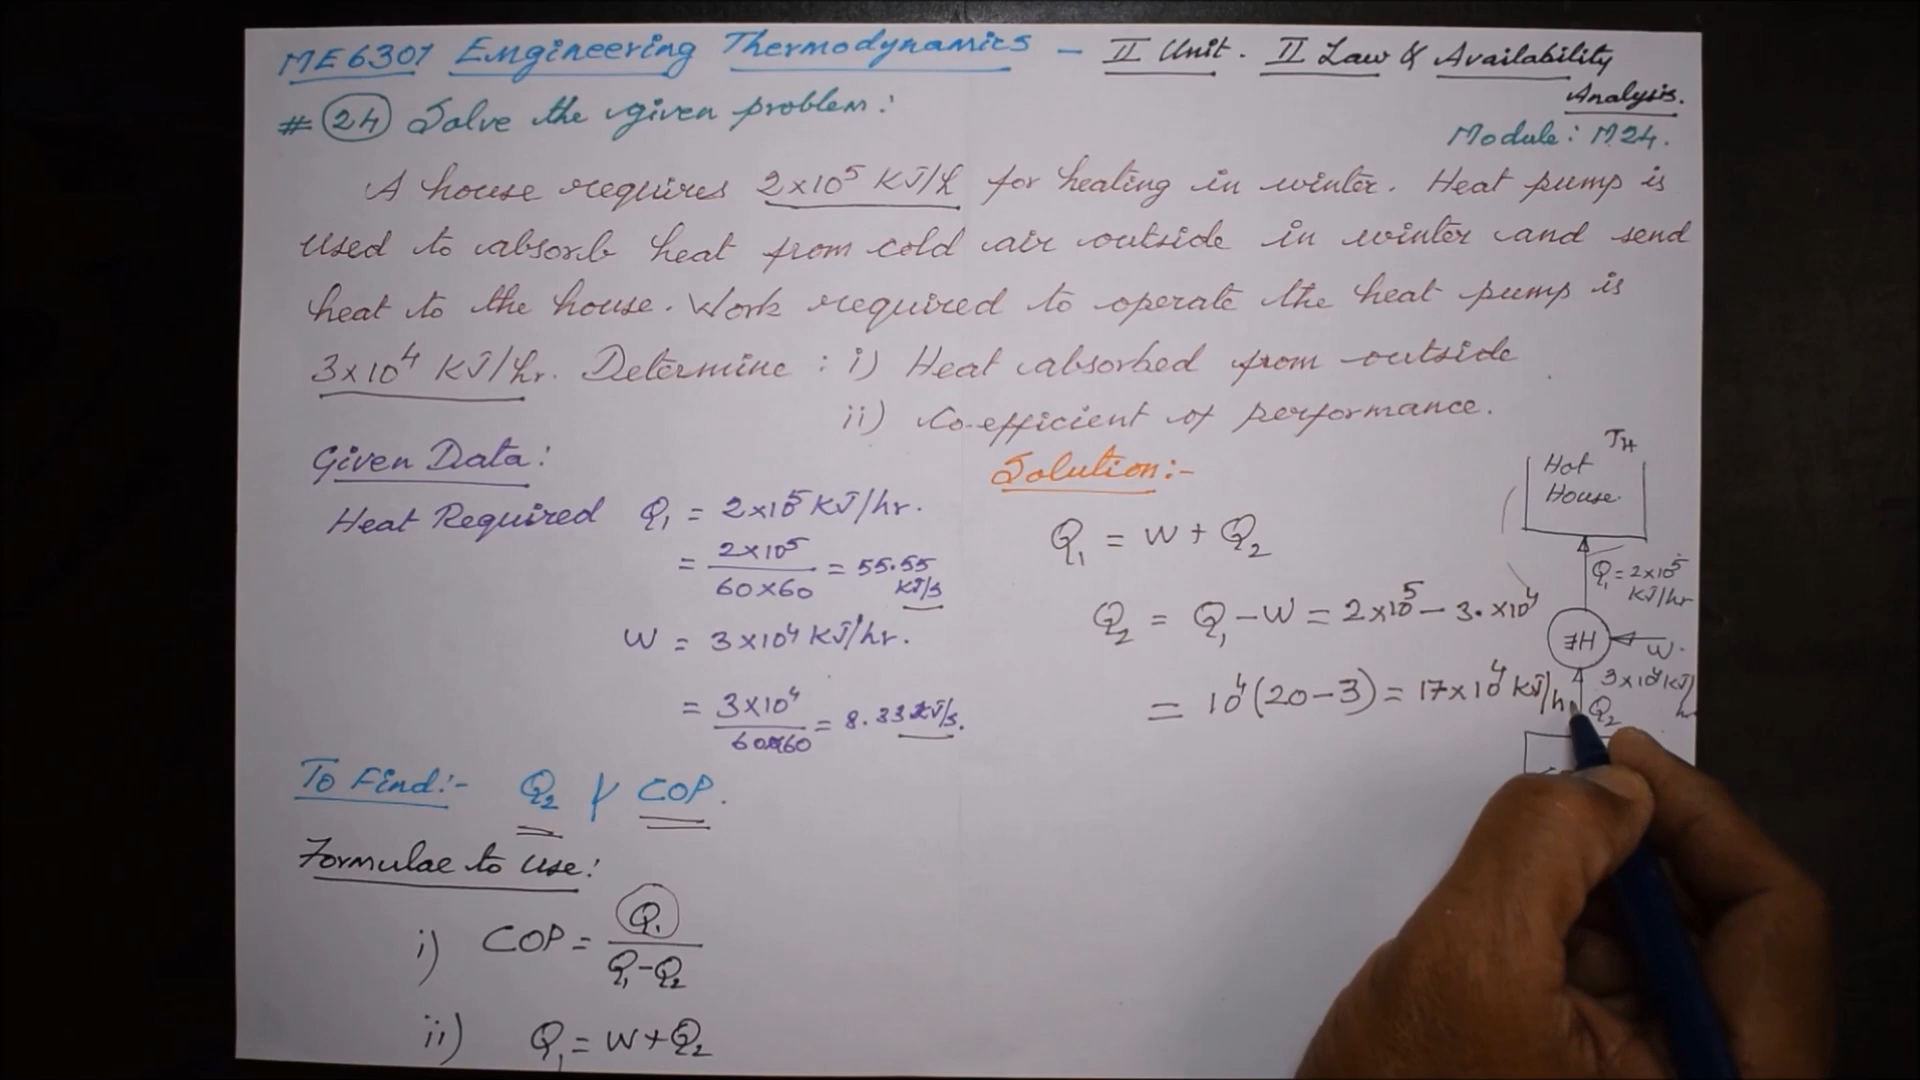 ME6301 Engineering Thermodynamics - II Unit. II Law & Availability
Analysis.
# 24 Solve the given problem:
Module: M24.
A house requires 2×10⁵ KJ/h for heating in winter. Heat pump is
used to absorb heat from cold air outside in winter and send
heat to the house. Work required to operate the heat pump is
3×10⁴ KJ/hr. Determine: i) Heat absorbed from outside
ii) Co-efficient of performance.
Given Data:
Heat Required Q₁ = 2×10⁵ KJ/hr.
= 2×10⁵ / 60×60 = 55.55 KJ/s
W = 3×10⁴ KJ/hr.
= 3×10⁴ / 60×60 = 8.33 KJ/s.
To Find:- Q₂ & COP.
Formulae to use:
i) COP = Q₁ / Q₁-Q₂
ii) Q₁ = W+Q₂
Solution:-
Q₁ = W + Q₂
Q₂ = Q₁-W = 2×10⁵ - 3.×10⁴
= 10⁴(20-3) = 17×10⁴ KJ/h
T_H
Hot
House
Q₁ = 2×10⁵
KJ/hr
W.
3×10⁴ KJ/
hr
Q₂